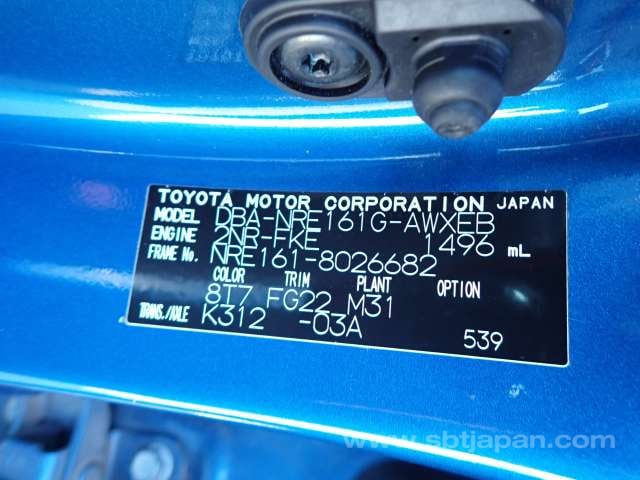 TOYOTA MOTOR CORPORATION JAPAN
MODEL DBA-NRE161G-AWXEB
ENGINE 2NR-FKE 1496 mL
FRAME No. NRE161-8026682
COLOR TRIM PLANT OPTION
8I7 FG22 M31
TRANS./AXLE K312 -03A
539
www.sbtjapan.com